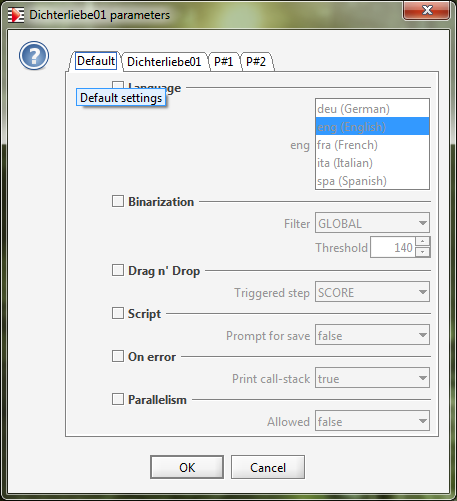 Dichterliebe01 parameters
Default Dichterliebe01 P#1 P#2
Language
Default settings
deu (German)
eng (English)
eng fra (French)
ita (Italian)
spa (Spanish)
Binarization
Filter GLOBAL
Threshold 140
Drag n' Drop
Triggered step SCORE
Script
Prompt for save false
On error
Print call-stack true
Parallelism
Allowed false
OK Cancel